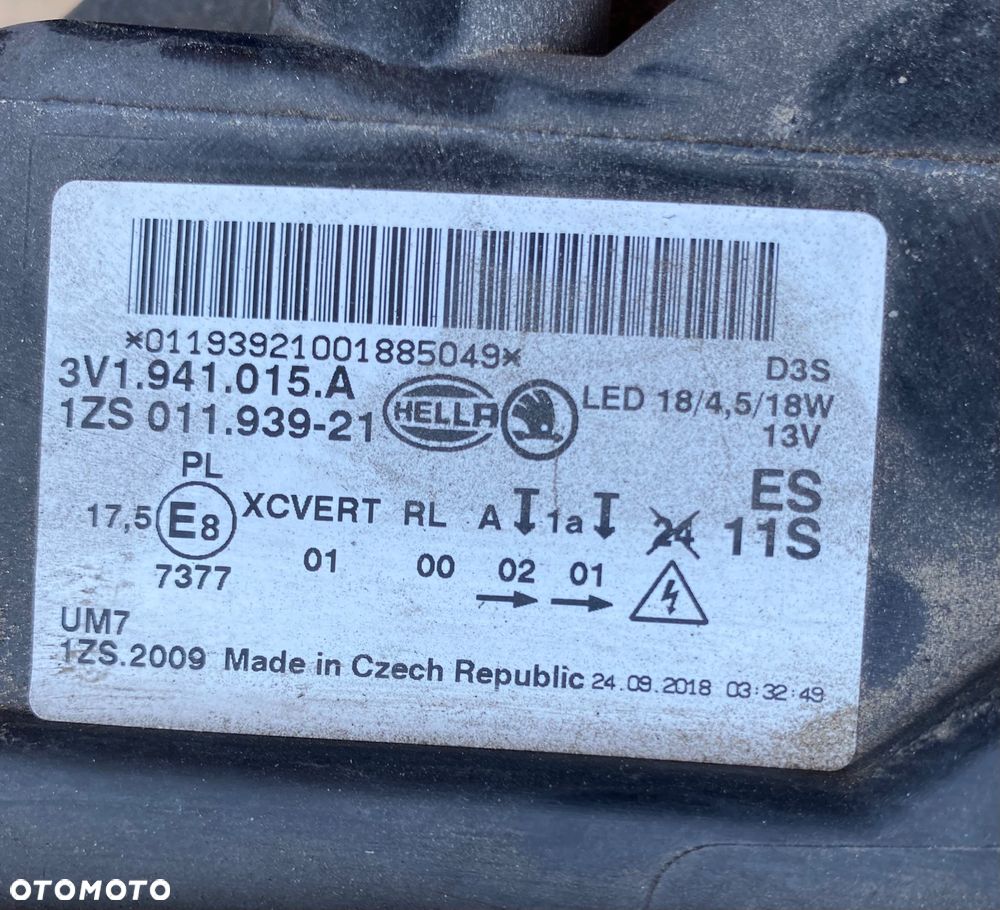 *01193921001885049*
3V1.941.015.A
1ZS 011.939-21
HELLA
D3S
LED 18/4,5/18W
13V
PL
17,5 E8 XCVERT RL A 1a 24
ES
11S
7377 01 00 02 01
UM7
1ZS.2009 Made in Czech Republic 24.09.2018 03:32:49
OTOMOTO